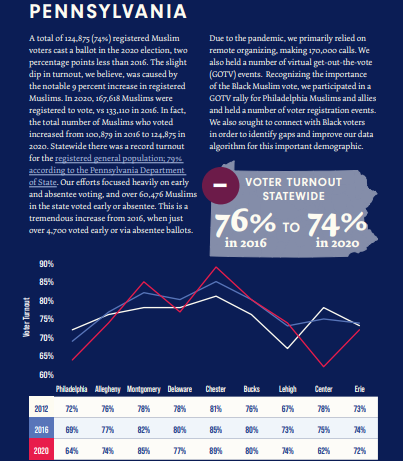 PENNSYLVANIA
A total of 124,875 (74%) registered Muslim
voters cast a ballot in the 2020 election, two
percentage points less than 2016. The slight
dip in turnout, we believe, was caused by
the notable 9 percent increase in registered
Muslims. In 2020, 167,618 Muslims were
registered to vote, vs 133,110 in 2016. In fact,
the total number of Muslims who voted
increased from 100,879 in 2016 to 124,875 in
2020. Statewide there was a record turnout
for the registered general population; 79%
according to the Pennsylvania Department
of State. Our efforts focused heavily on early
and absentee voting, and over 60,476 Muslims
in the state voted early or absentee. This is a
tremendous increase from 2016, when just
over 4,700 voted early or via absentee ballots.
Due to the pandemic, we primarily relied on
remote organizing, making 170,000 calls. We
also held a number of virtual get-out-the-vote
(GOTV) events. Recognizing the importance
of the Black Muslim vote, we participated in a
GOTV rally for Philadelphia Muslims and allies
and held a number of voter registration events.
We also sought to connect with Black voters
in order to identify gaps and improve our data
algorithm for this important demographic.
VOTER TURNOUT
STATEWIDE
76% TO 74%
in 2016 in 2020
Voter Turnout
90%
85%
80%
75%
70%
65%
60%
Philadelphia Allegheny Montgomery Delaware Chester Bucks Lehigh Center Erie
2012 72% 76% 78% 78% 81% 76% 67% 78% 73%
2016 69% 77% 82% 80% 85% 80% 73% 75% 74%
2020 64% 74% 85% 77% 89% 80% 74% 62% 72%